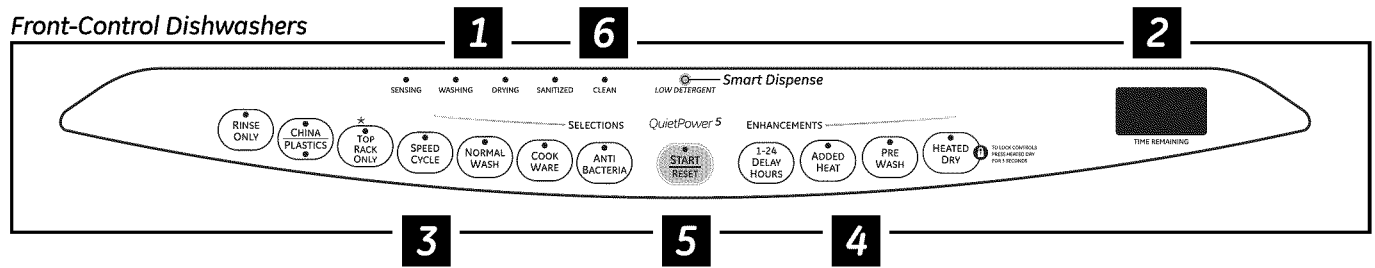 Front-Control Dishwashers
1
6
2
SENSING
WASHING
DRYING
SANITIZED
CLEAN
LOW DETERGENT
Smart Dispense
SELECTIONS
QuietPower 5
ENHANCEMENTS
TIME REMAINING
RINSE
ONLY
CHINA
PLASTICS
*
TOP
RACK
ONLY
SPEED
CYCLE
NORMAL
WASH
COOK
WARE
ANTI
BACTERIA
START
RESET
1-24
DELAY
HOURS
ADDED
HEAT
PRE
WASH
HEATED
DRY
TO LOCK CONTROLS
PRESS HEATED DRY
FOR 3 SECONDS
3
5
4